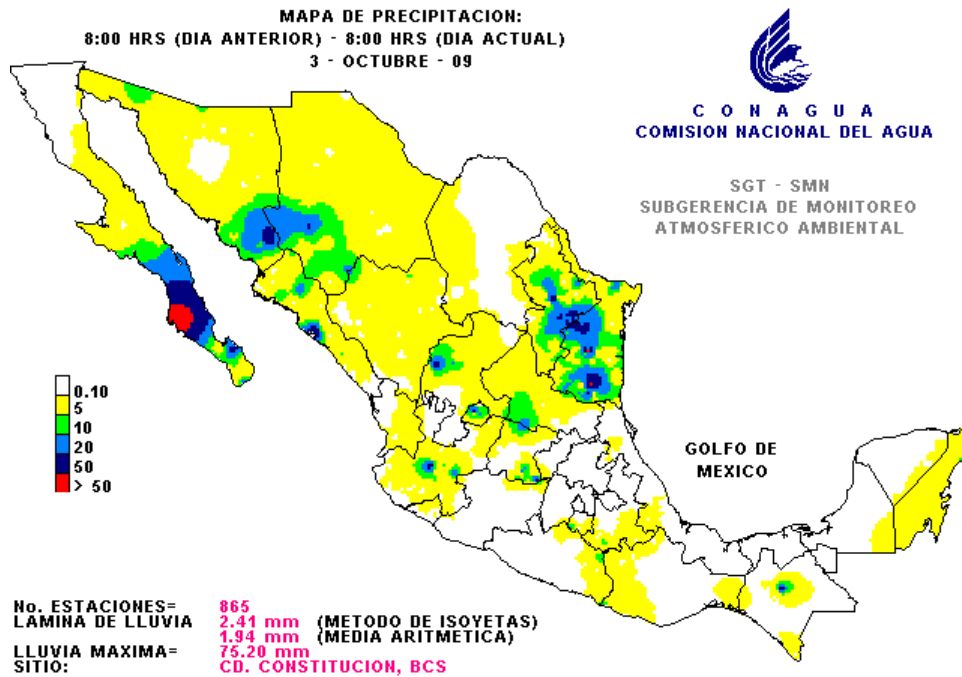 MAPA DE PRECIPITACION:
8:00 HRS (DIA ANTERIOR) - 8:00 HRS (DIA ACTUAL)
3 - OCTUBRE - 09
C O N A G U A
COMISION NACIONAL DEL AGUA
SGT - SMN
SUBGERENCIA DE MONITOREO
ATMOSFERICO AMBIENTAL
0.10
5
10
20
50
> 50
GOLFO DE
MEXICO
No. ESTACIONES= 865
LAMINA DE LLUVIA 2.41 mm (METODO DE ISOYETAS)
1.94 mm (MEDIA ARITMETICA)
LLUVIA MAXIMA= 75.20 mm
SITIO: CD. CONSTITUCION, BCS